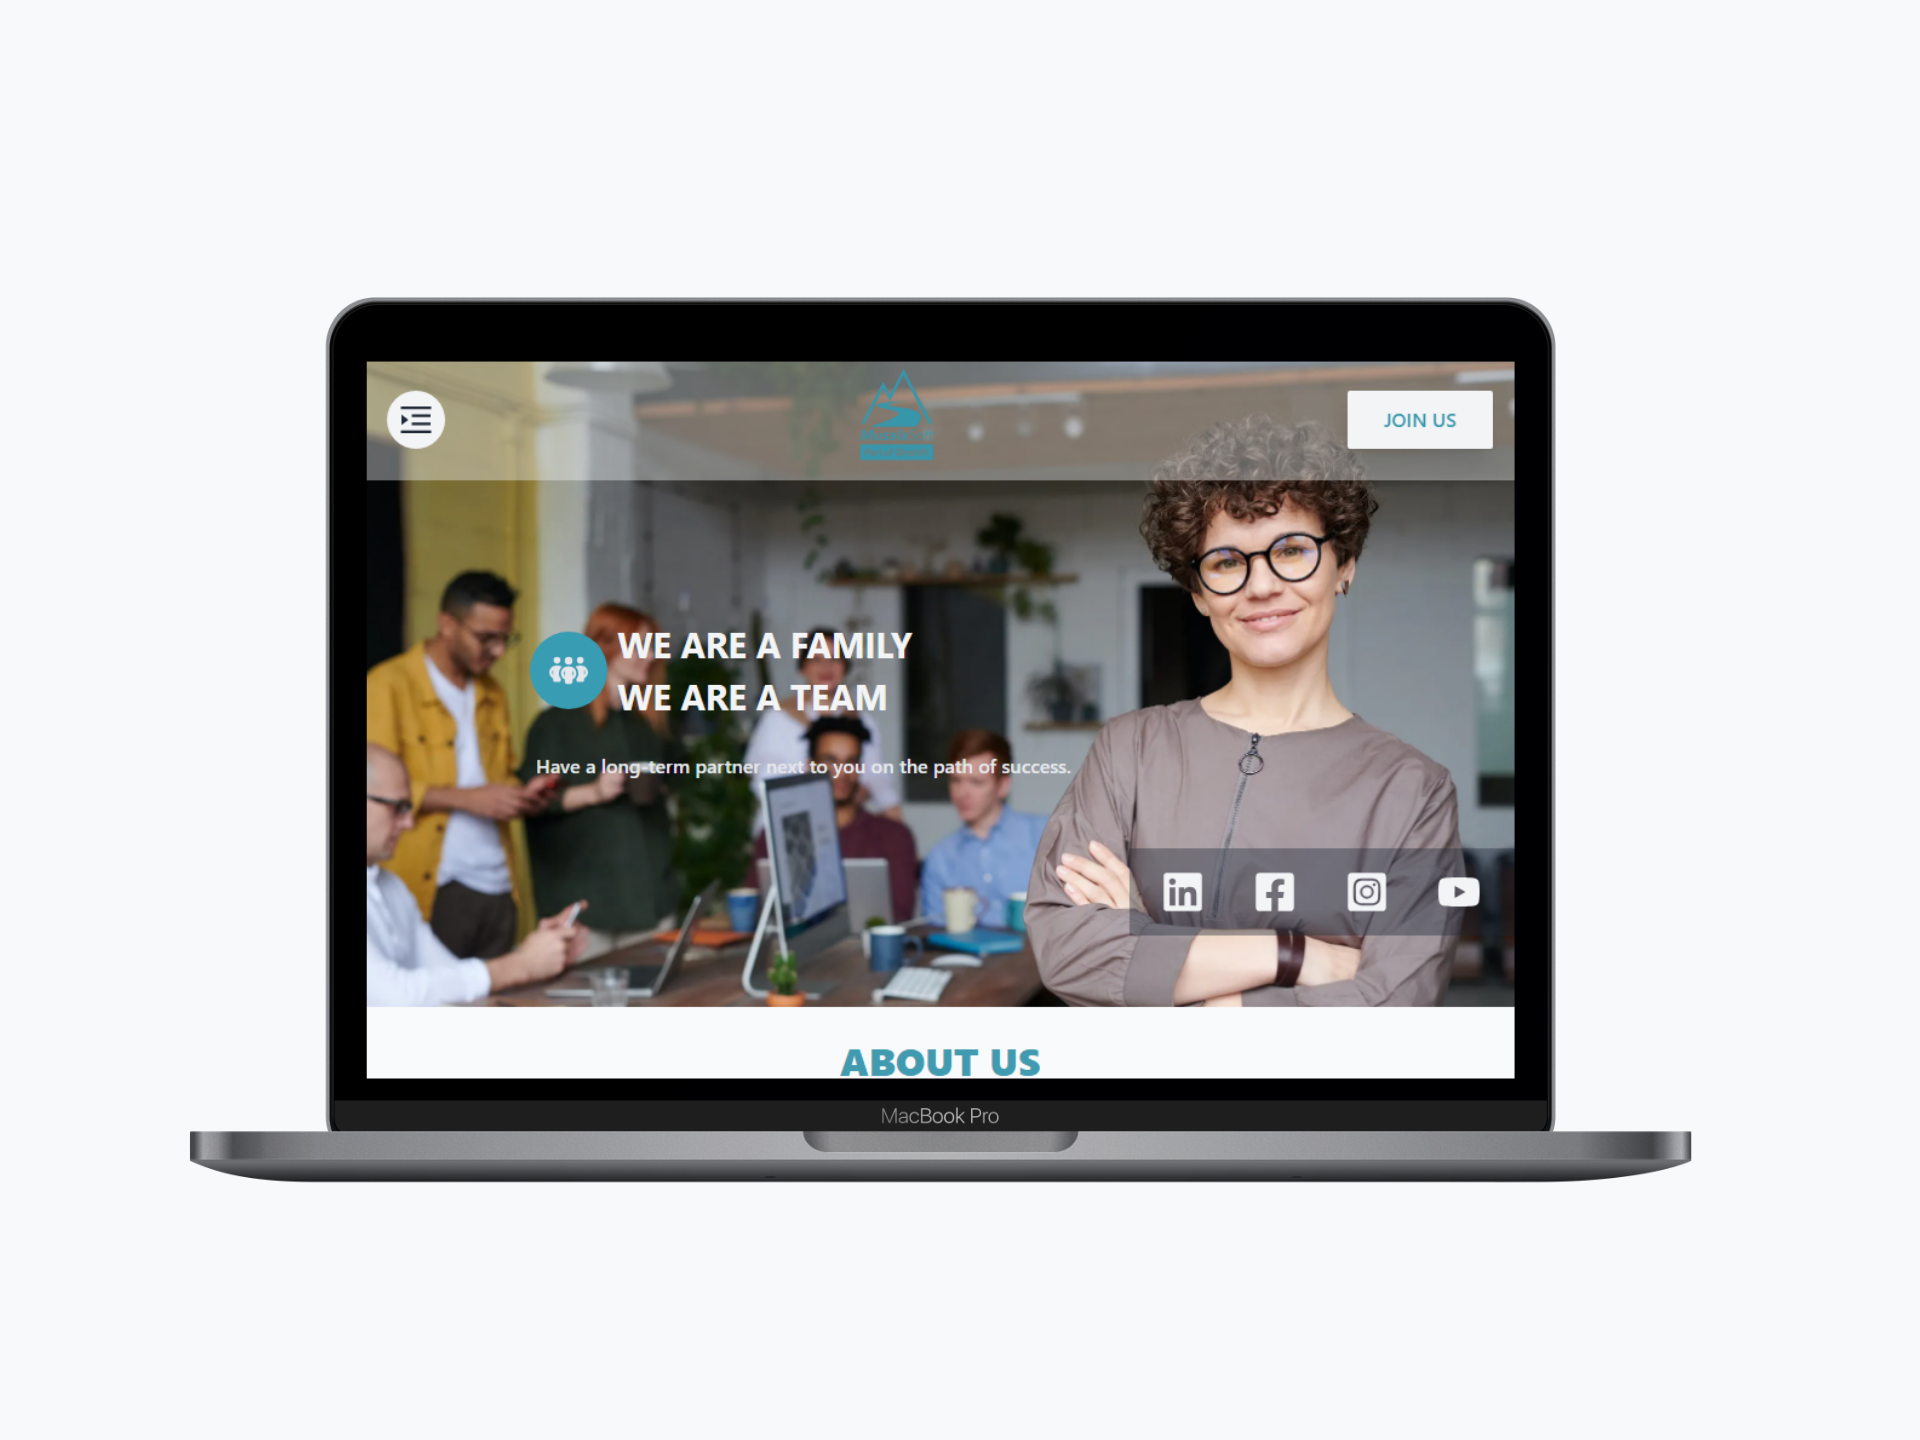 JOIN US
WE ARE A FAMILY
WE ARE A TEAM
Have a long-term partner next to you on the path of success.
ABOUT US
MacBook Pro